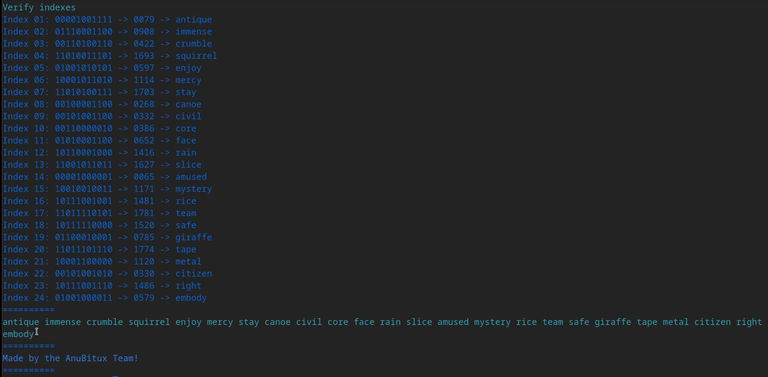 Verify indexes
Index 01: 00001001111 -> 0079 -> antique
Index 02: 01110001100 -> 0908 -> immense
Index 03: 00110100110 -> 0422 -> crumble
Index 04: 11010011101 -> 1693 -> squirrel
Index 05: 01001010101 -> 0597 -> enjoy
Index 06: 10001011010 -> 1114 -> mercy
Index 07: 11010100111 -> 1703 -> stay
Index 08: 00100001100 -> 0268 -> canoe
Index 09: 00101001100 -> 0332 -> civil
Index 10: 00110000010 -> 0386 -> core
Index 11: 01010001100 -> 0652 -> face
Index 12: 10110001000 -> 1416 -> rain
Index 13: 11001011011 -> 1627 -> slice
Index 14: 00001000001 -> 0065 -> amused
Index 15: 10010010011 -> 1171 -> mystery
Index 16: 10111001001 -> 1481 -> rice
Index 17: 11011110101 -> 1781 -> team
Index 18: 10111110000 -> 1520 -> safe
Index 19: 01100010001 -> 0785 -> giraffe
Index 20: 11011101110 -> 1774 -> tape
Index 21: 10001100000 -> 1120 -> metal
Index 22: 00101001010 -> 0330 -> citizen
Index 23: 10111001110 -> 1486 -> right
Index 24: 01001000011 -> 0579 -> embody
==========
antique immense crumble squirrel enjoy mercy stay canoe civil core face rain slice amused mystery rice team safe giraffe tape metal citizen right
embody
==========
Made by the AnuBitux Team!
==========